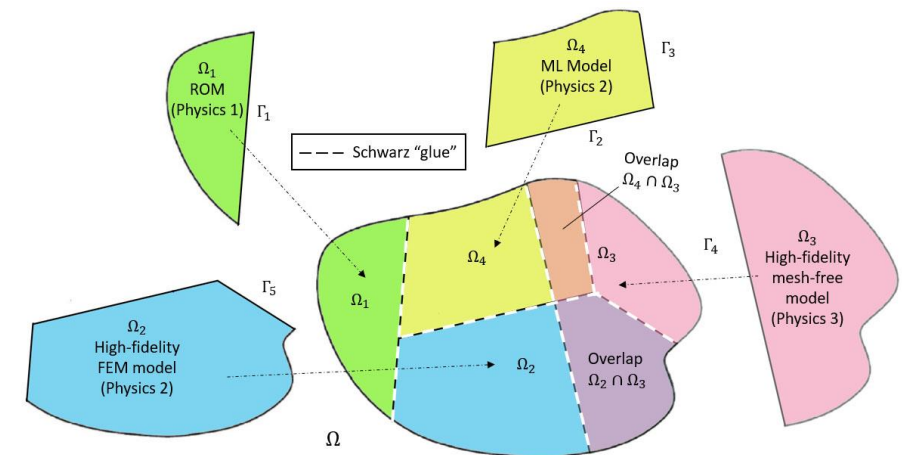 Ω₁
ROM
(Physics 1)
Γ₁
Ω₄
ML Model
(Physics 2)
Γ₃
Γ₂
Schwarz “glue”
Overlap
Ω₄ ∩ Ω₃
Ω₃
High-fidelity
mesh-free
model
(Physics 3)
Γ₄
Ω₁
Ω₄
Ω₃
Ω₂
Overlap
Ω₂ ∩ Ω₃
Γ₅
Ω₂
High-fidelity
FEM model
(Physics 2)
Ω